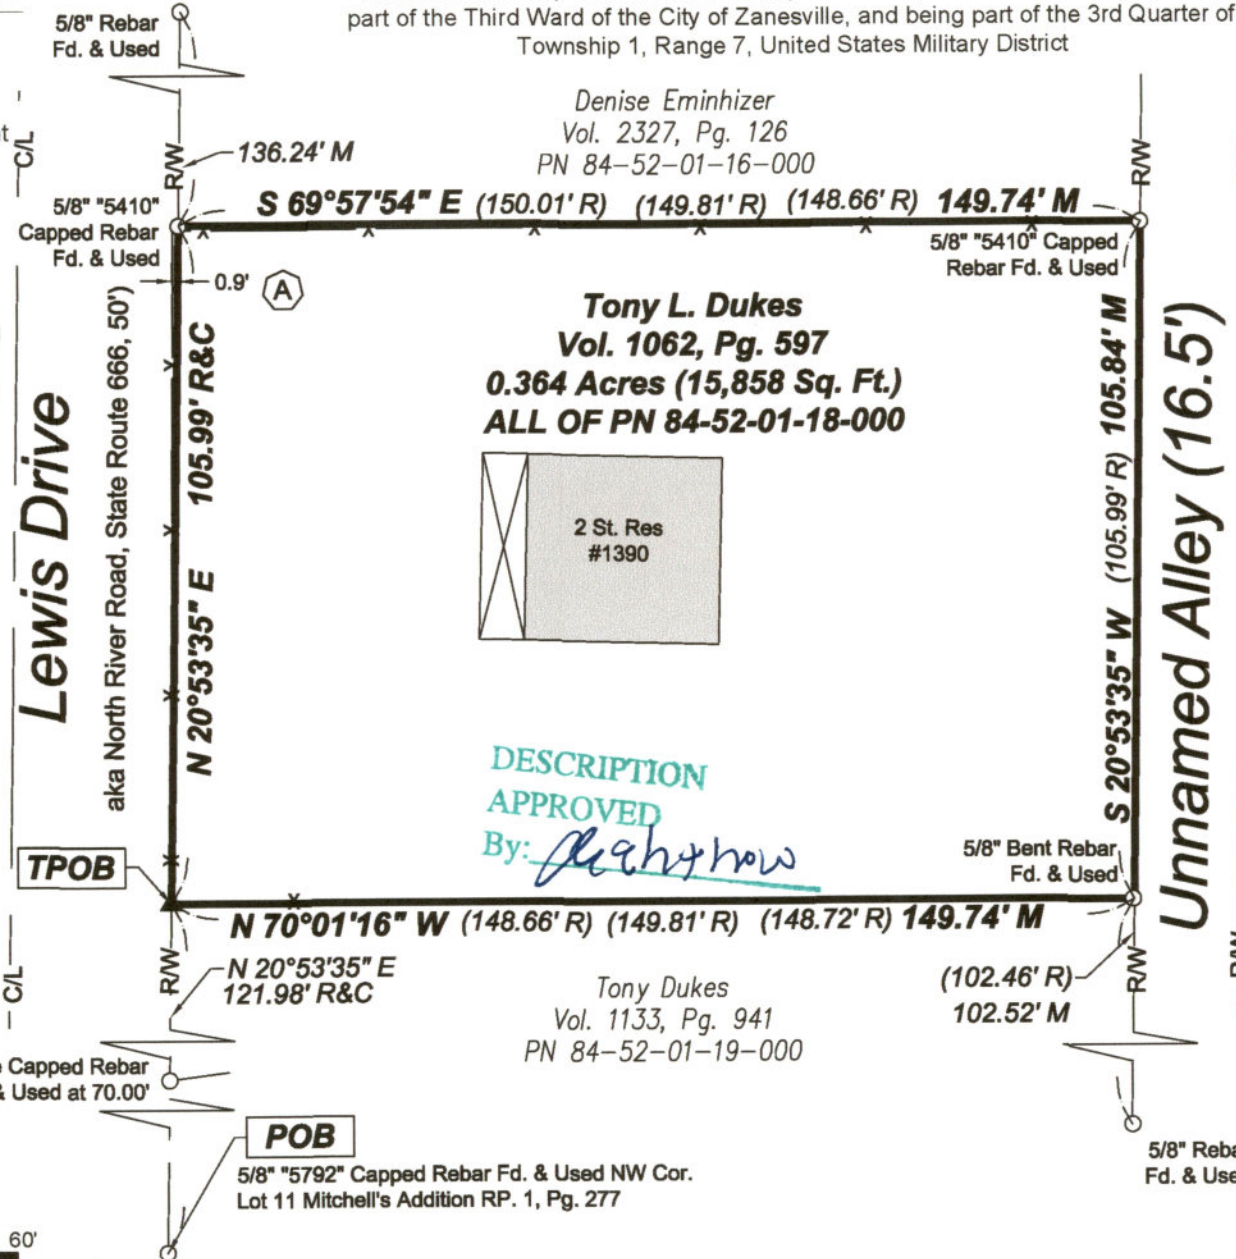 part of the Third Ward of the City of Zanesville, and being part of the 3rd Quarter of
Township 1, Range 7, United States Military District
5/8" Rebar
Fd. & Used
Denise Eminhizer
Vol. 2327, Pg. 126
PN 84-52-01-16-000
C/L
R/W
136.24' M
R/W
5/8" "5410"
Capped Rebar
Fd. & Used
S 69°57'54" E (150.01' R) (149.81' R) (148.66' R) 149.74' M
5/8" "5410" Capped
Rebar Fd. & Used
0.9'
A
Tony L. Dukes
Vol. 1062, Pg. 597
0.364 Acres (15,858 Sq. Ft.)
ALL OF PN 84-52-01-18-000
Lewis Drive
aka North River Road, State Route 666, 50')
N 20°53'35" E 105.99' R&C
2 St. Res
#1390
S 20°53'35" W (105.99' R) 105.84' M
Unnamed Alley (16.5')
DESCRIPTION
APPROVED
By:
TPOB
5/8" Bent Rebar
Fd. & Used
N 70°01'16" W (148.66' R) (149.81' R) (148.72' R) 149.74' M
C/L
R/W
N 20°53'35" E
121.98' R&C
Tony Dukes
Vol. 1133, Pg. 941
PN 84-52-01-19-000
(102.46' R)
102.52' M
R/W
R/W
Capped Rebar
& Used at 70.00'
POB
5/8" "5792" Capped Rebar Fd. & Used NW Cor.
Lot 11 Mitchell's Addition RP. 1, Pg. 277
5/8" Reba
Fd. & Use
60'